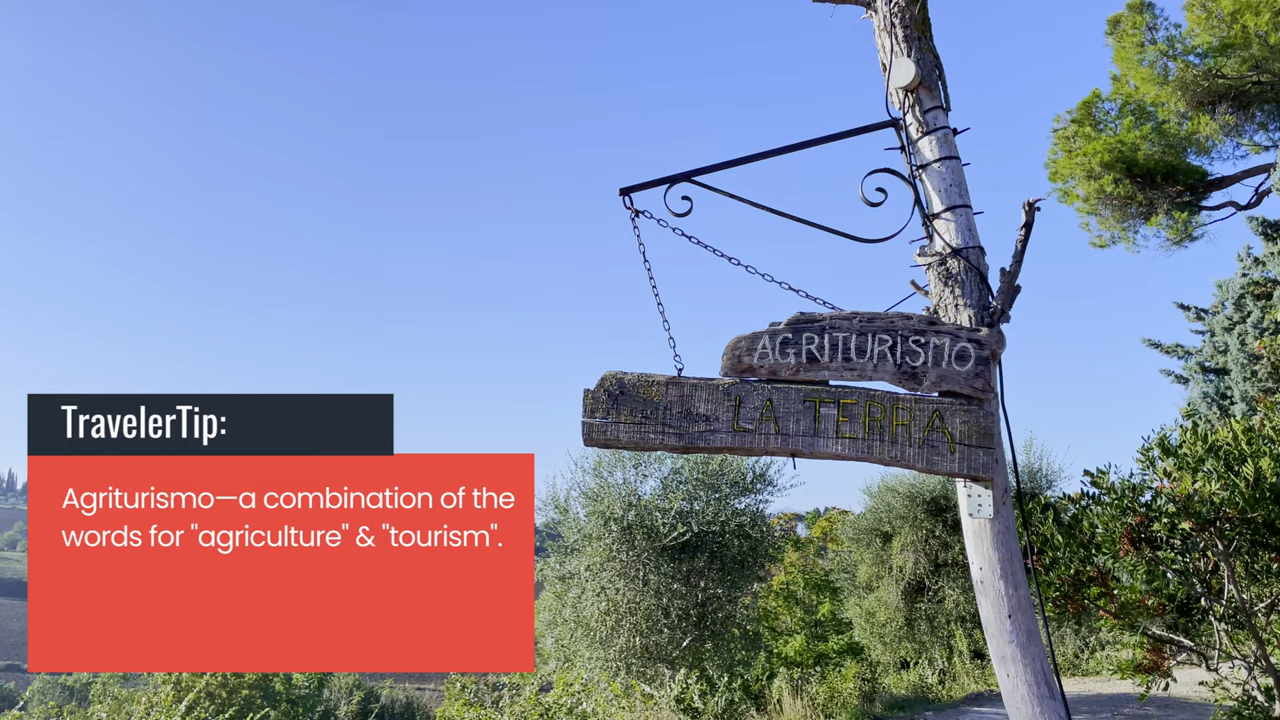 AGRITURISMO
LA TERRA
TravelerTip:
Agriturismo—a combination of the
words for "agriculture" & "tourism".